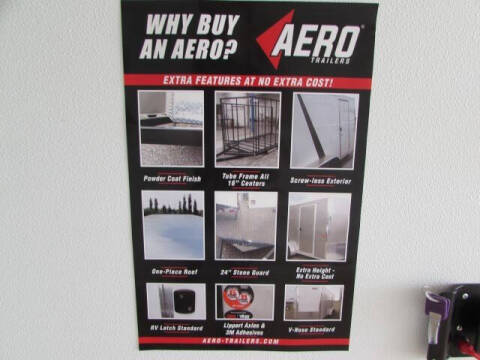 WHY BUY
AN AERO?
AERO
TRAILERS
EXTRA FEATURES AT NO EXTRA COST!
Powder Coat Finish
Tube Frame All
16" Centers
Screw-less Exterior
One-Piece Roof
24" Stone Guard
Extra Height -
No Extra Cost
RV Latch Standard
Lippert Axles &
3M Adhesives
V-Nose Standard
AERO-TRAILERS.COM